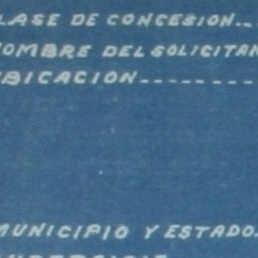 LASE DE CONCESION..
OMBRE DEL SOLICITAN
BICACION--------
MUNICIPIO Y ESTADO.